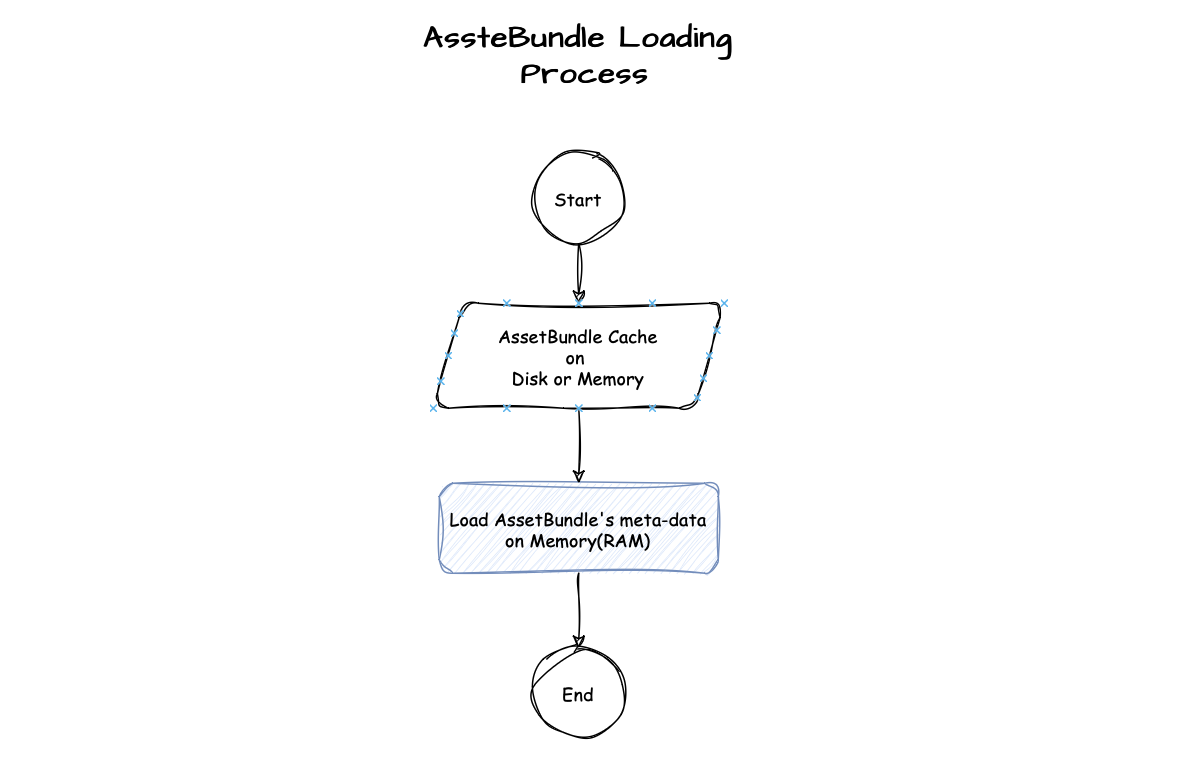 AssteBundle Loading
Process
Start
AssetBundle Cache
on
Disk or Memory
Load AssetBundle's meta-data
on Memory(RAM)
End